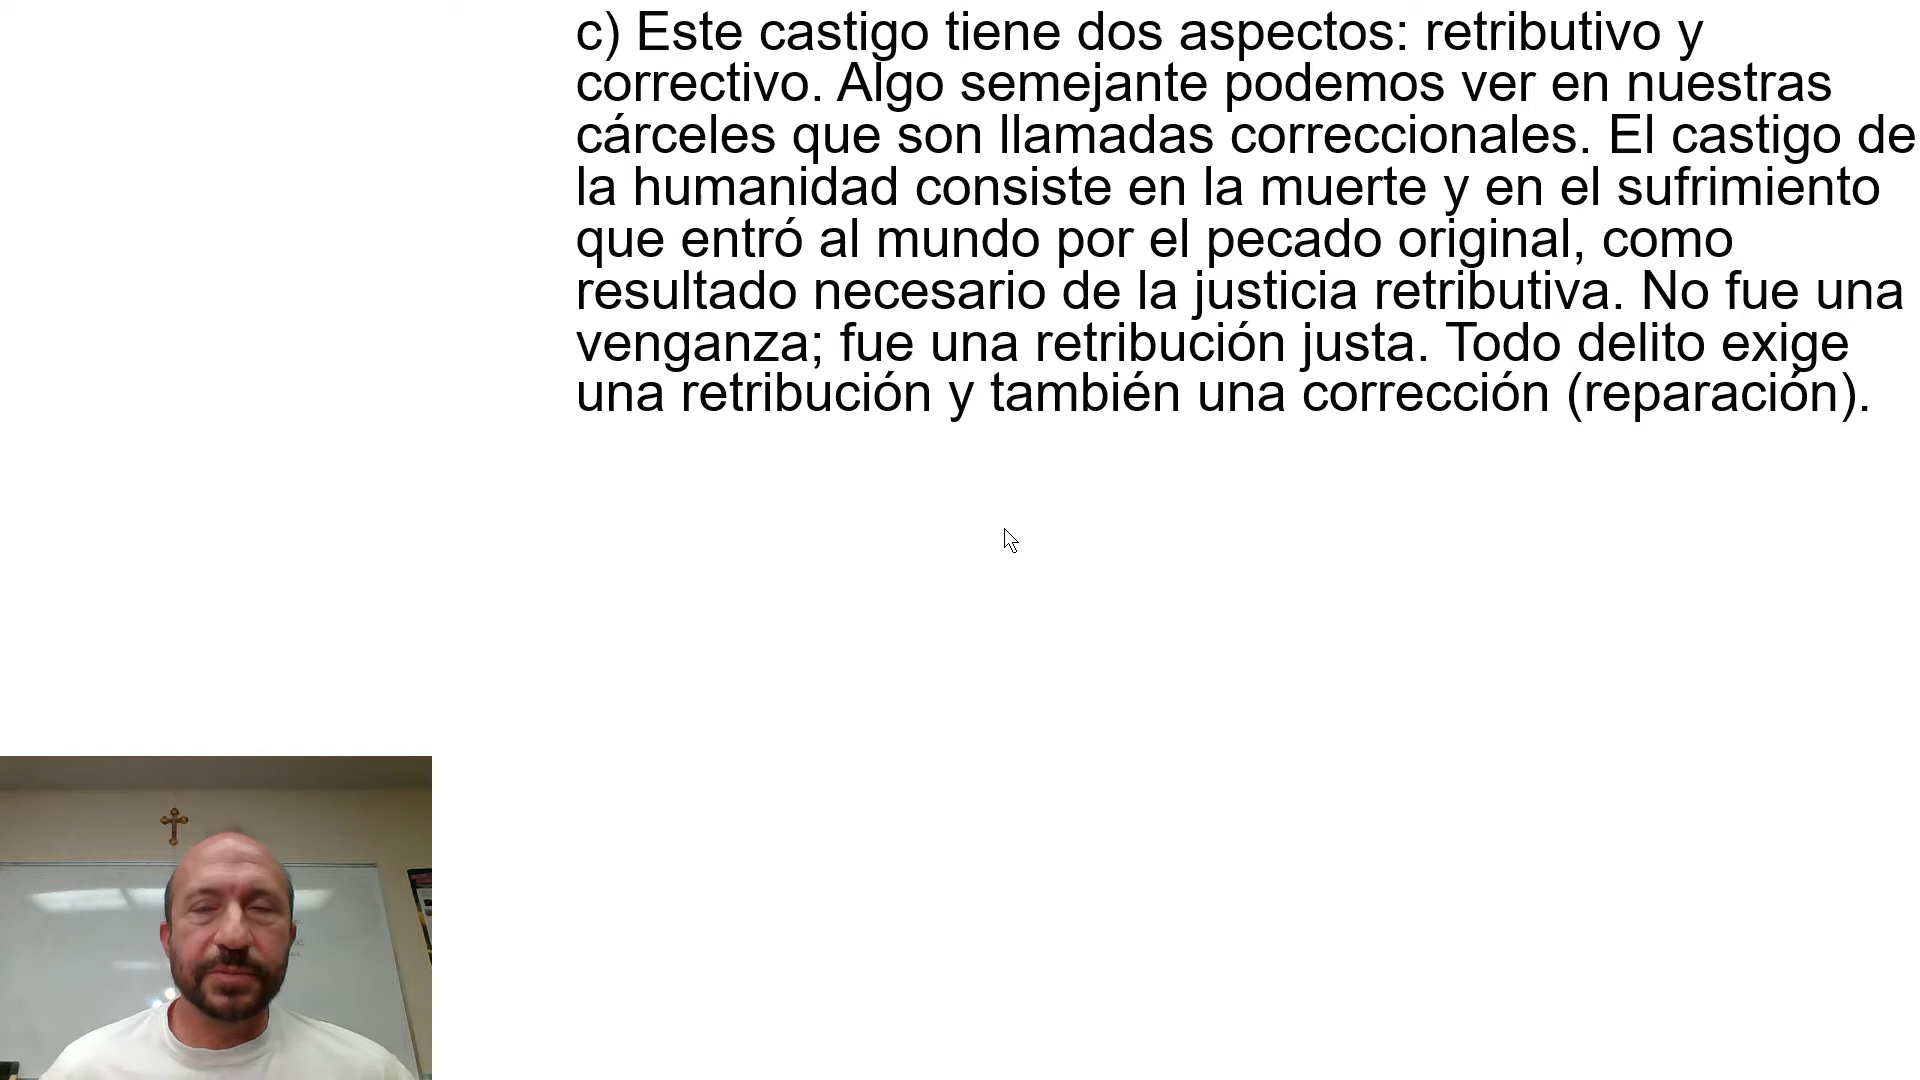 c) Este castigo tiene dos aspectos: retributivo y
correctivo. Algo semejante podemos ver en nuestras
cárceles que son llamadas correccionales. El castigo de
la humanidad consiste en la muerte y en el sufrimiento
que entró al mundo por el pecado original, como
resultado necesario de la justicia retributiva. No fue una
venganza; fue una retribución justa. Todo delito exige
una retribución y también una corrección (reparación).